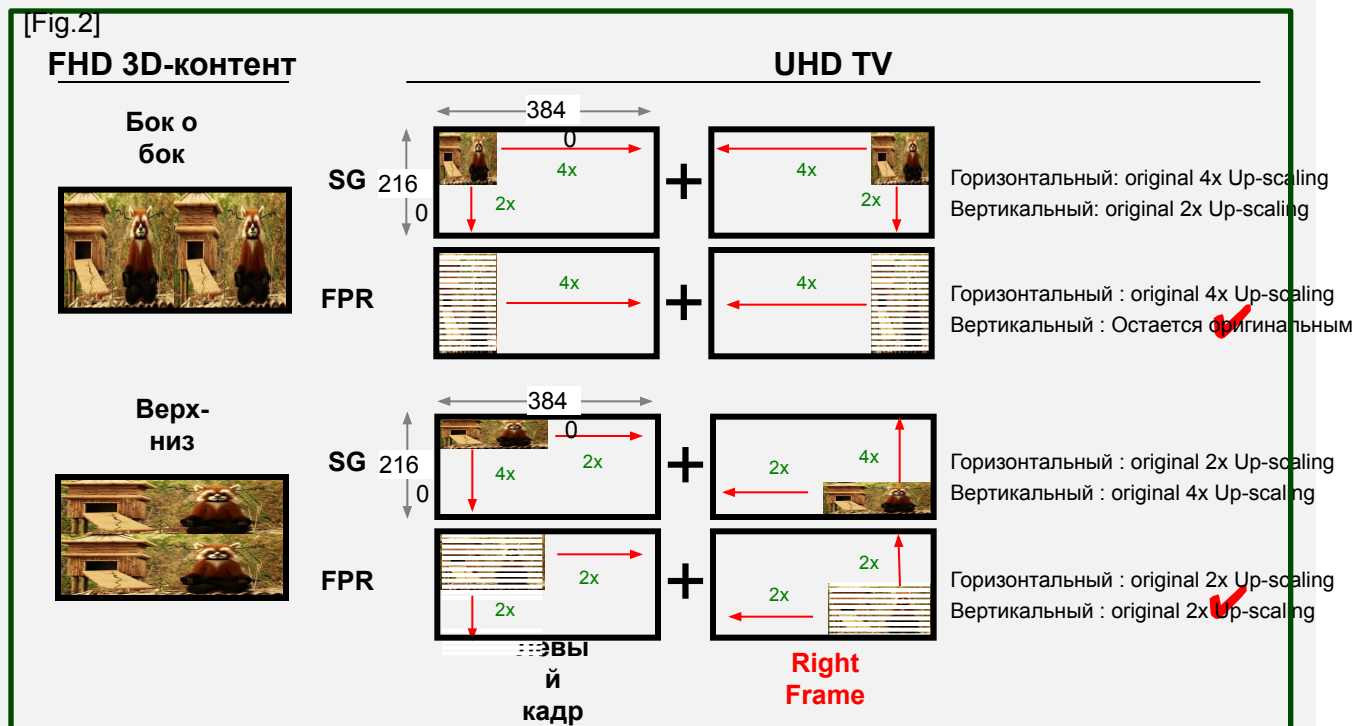 [Fig.2]
FHD 3D-контент
UHD TV
Бок о
бок
SG
384
0
216
0
4x
2x
4x
2x
Горизонтальный: original 4x Up-scaling
Вертикальный: original 2x Up-scaling
FPR
4x
4x
Горизонтальный : original 4x Up-scaling
Вертикальный : Остается оригинальным
Верх-
низ
SG
384
0
216
0
4x
2x
2x
4x
Горизонтальный : original 2x Up-scaling
Вертикальный : original 4x Up-scaling
FPR
2x
2x
2x
2x
Горизонтальный : original 2x Up-scaling
Вертикальный : original 2x Up-scaling
Левы
й
кадр
Right
Frame